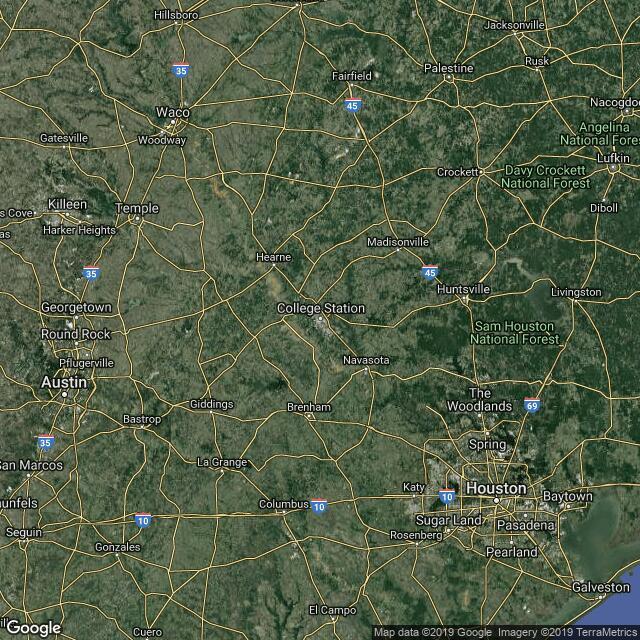 Hillsboro
Jacksonville
35
Fairfield
Palestine
Rusk
45
Nacogdoc
Waco
Angelina
National Fores
Woodway
Gatesville
Lufkin
Crockett
Davy Crockett
National Forest
Killeen
s Cove
Temple
Diboll
Harker Heights
as
Madisonville
Hearne
35
45
Huntsville
Livingston
Georgetown
College Station
Round Rock
Sam Houston
National Forest
Pflugerville
Navasota
Austin
The
Woodlands
69
Giddings
Brenham
Bastrop
35
Spring
San Marcos
La Grange
Katy
10
Houston
Baytown
unfels
Columbus
10
Sugar Land
Pasadena
10
Seguin
Rosenberg
Gonzales
Pearland
Galveston
El Campo
Google
Cuero
Map data ©2019 Google Imagery ©2019 TerraMetrics